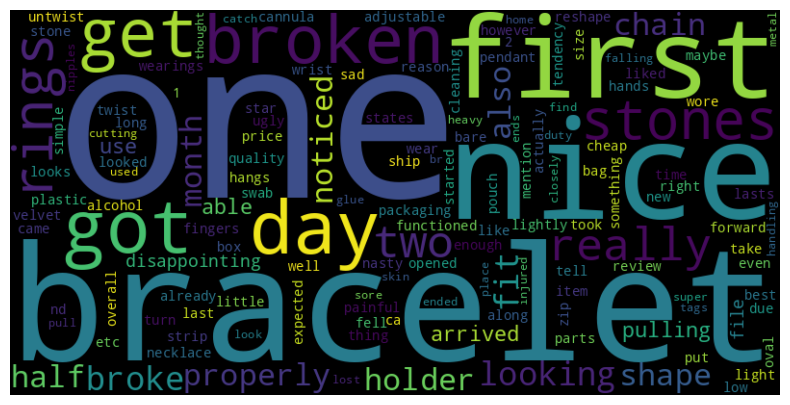 untwist
stone
get
catch
cannula
adjustable
reshape
home
however
falling
chain
first
thought
nipples
broken
2
pendant
size
liked
maybe
metal
wearings
wrist
sad
reason
tendency
hands
wore
rings
simple
1
twist
long
looked
cutting
used
one
wrist
star
ugly
price
hangs
noticed
states
wear
br
cleaning
heavy
bare
ends
also
duty
find
stones
cheap
bag
something
use
month
looks
plastic
alcohol
velvet
came
quality
swab
glue
ship
started
mention
actually
pouch
closely
nice
time
right
new
lasts
handling
got
able
fingers
box
day
packaging
functioned
like
lightly
took
forward
two
enough
really
take
even
disappointing
well
nasty
opened
fit
place
injured
tell
review
overall
already
little
expected
painful
skin
ca
fell
along
super
tags
item
best
due
etc
nd
pull
last
turn
sore
thing
ended
look
zip
parts
file
oval
necklace
strip
arrived
put
low
light
pulling
bracelet
half
broke
properly
lost
holder
looking
shape